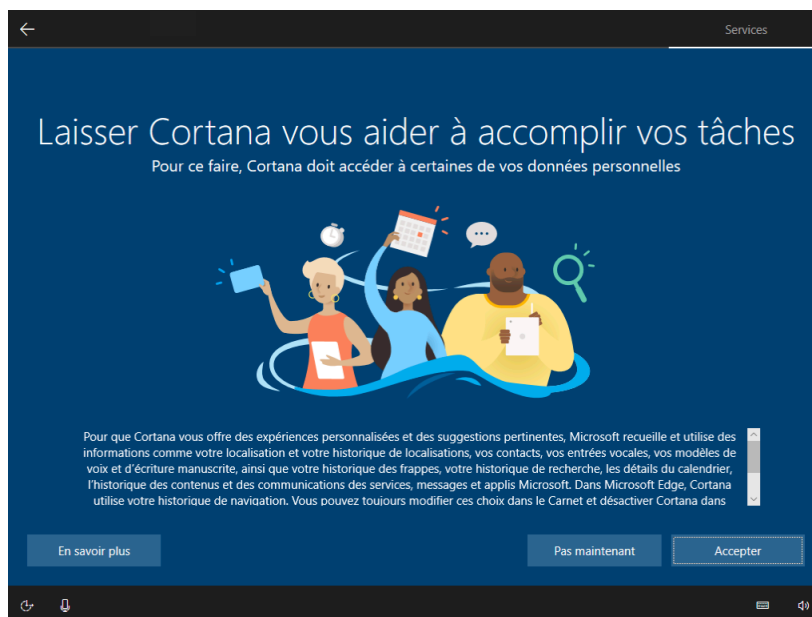 Services
Laisser Cortana vous aider à accomplir vos tâches
Pour ce faire, Cortana doit accéder à certaines de vos données personnelles
Pour que Cortana vous offre des expériences personnalisées et des suggestions pertinentes, Microsoft recueille et utilise des
informations comme votre localisation et votre historique de localisations, vos contacts, vos entrées vocales, vos modèles de
voix et d'écriture manuscrite, ainsi que votre historique des frappes, votre historique de recherche, les détails du calendrier,
l'historique des contenus et des communications des services, messages et applis Microsoft. Dans Microsoft Edge, Cortana
utilise votre historique de navigation. Vous pouvez toujours modifier ces choix dans le Carnet et désactiver Cortana dans
En savoir plus
Pas maintenant
Accepter